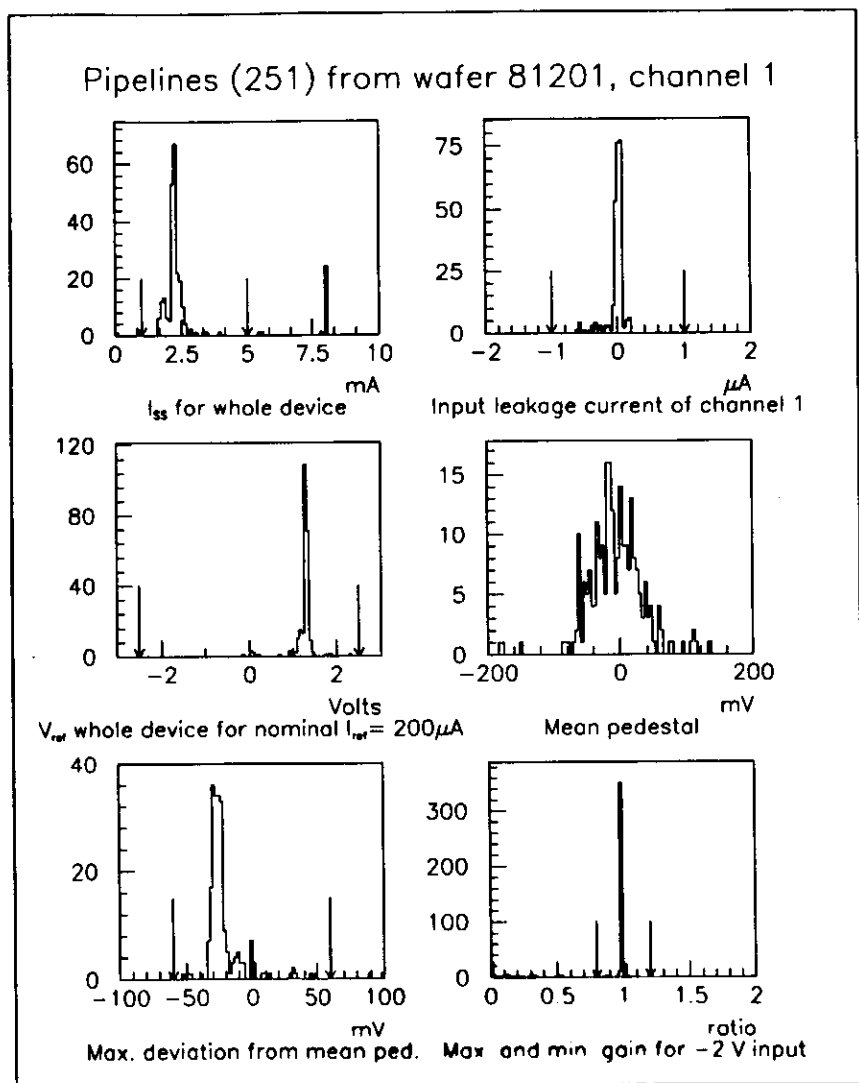 Pipelines (251) from wafer 81201, channel 1
60
40
20
0
0 2.5 5 7.5 10
mA
I_ss for whole device
75
50
25
0
−2 −1 0 1 2
μA
Input leakage current of channel 1
120
80
40
0
−2 0 2
Volts
V_ref whole device for nominal I_ref = 200μA
15
10
5
0
−200 0 200
mV
Mean pedestal
40
20
0
−100 −50 0 50 100
mV
Max. deviation from mean ped.
300
200
100
0
0 0.5 1 1.5 2
ratio
Max and min gain for −2 V input